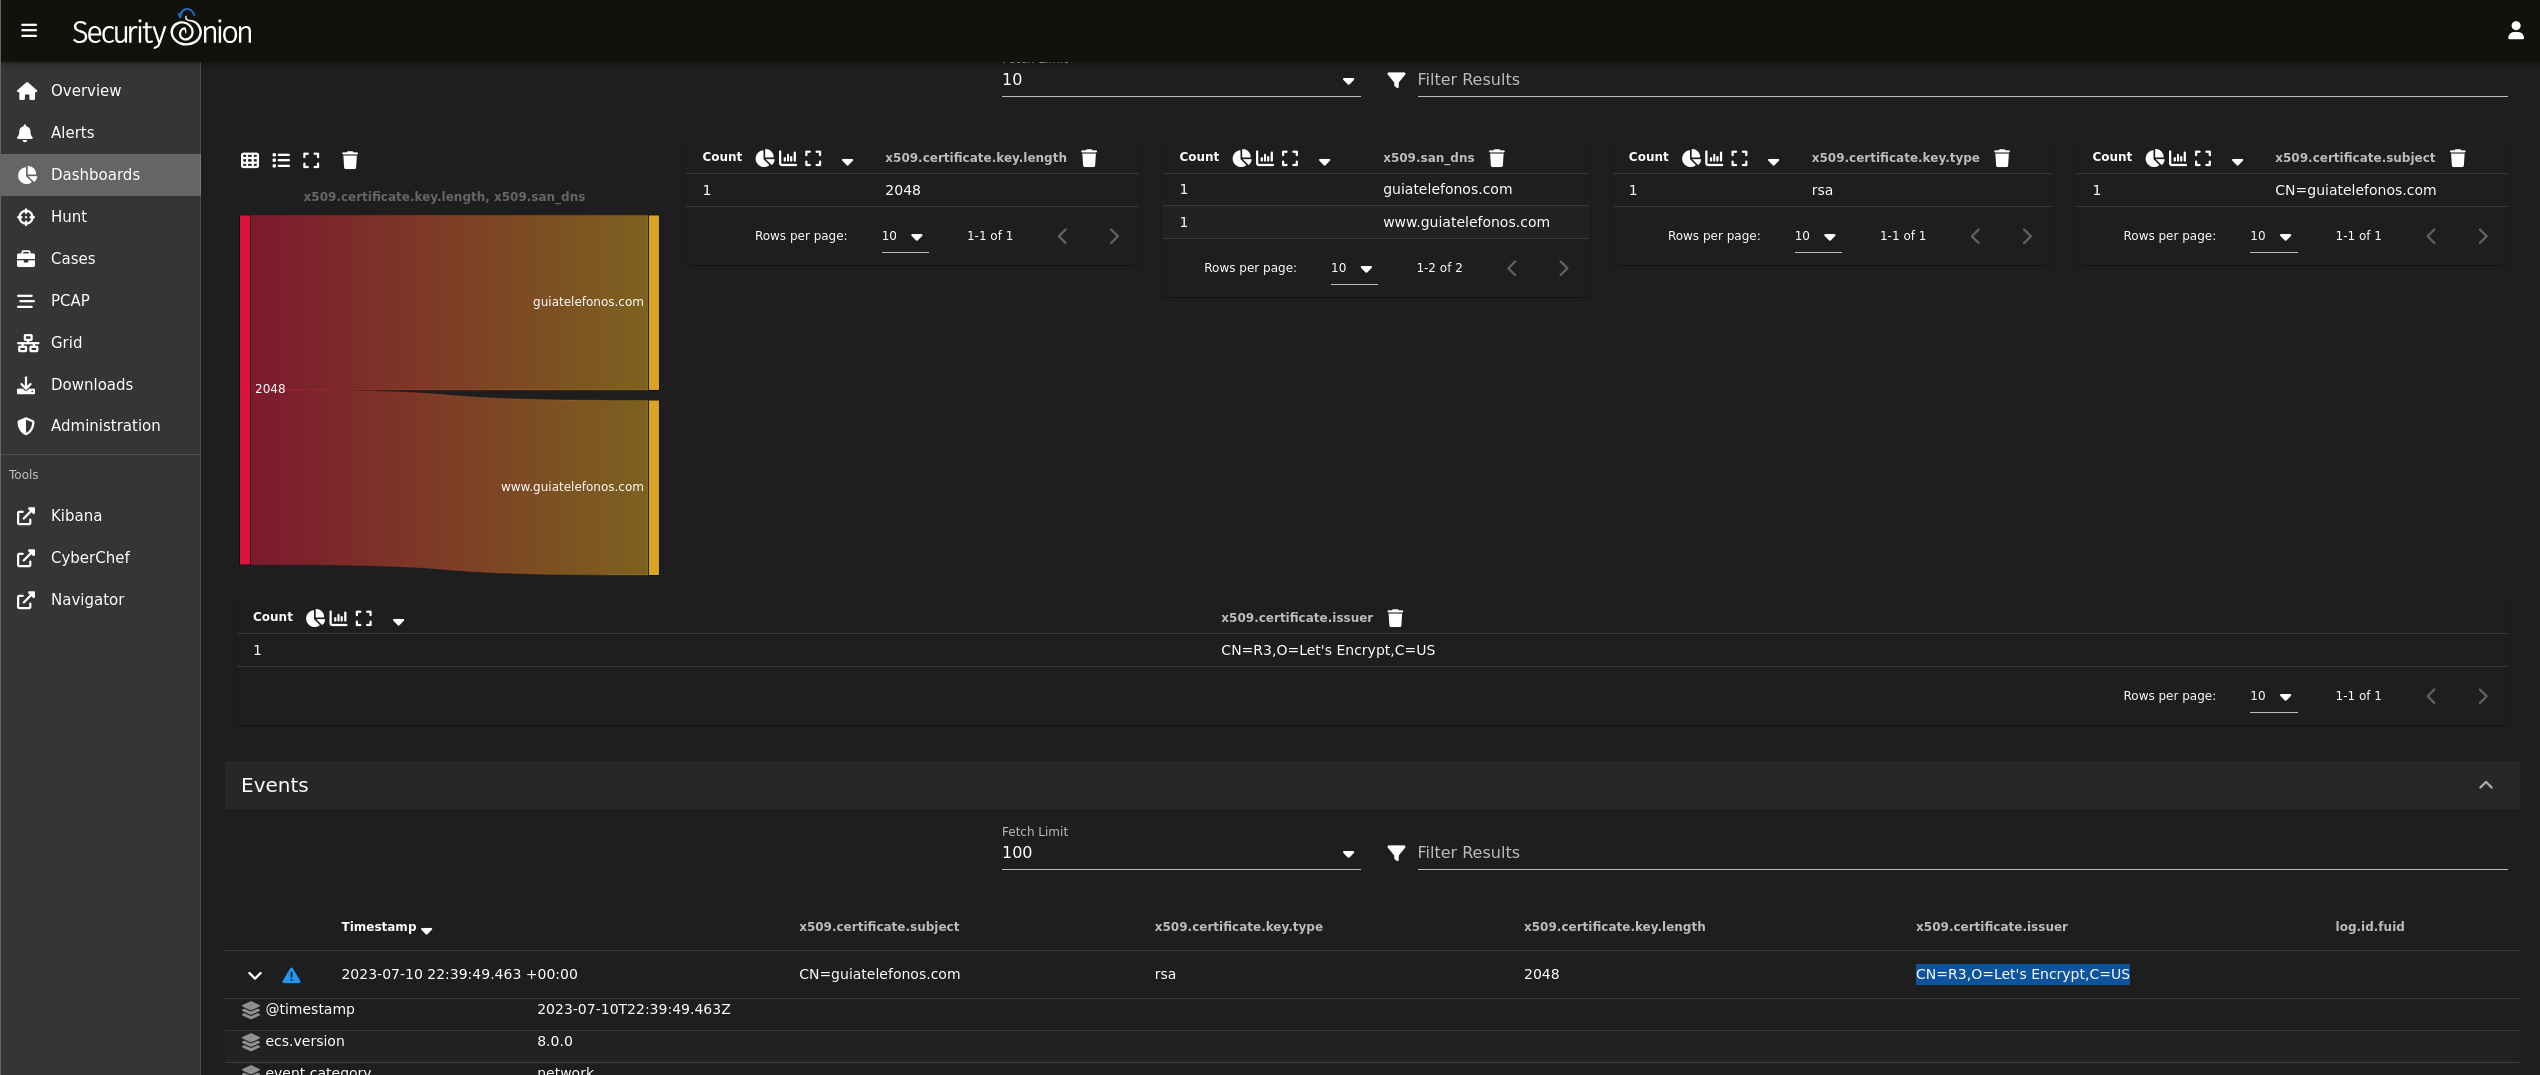 Security Onion
Overview
Alerts
Dashboards
Hunt
Cases
PCAP
Grid
Downloads
Administration
Tools
Kibana
CyberChef
Navigator
Fetch Limit
10
Filter Results
x509.certificate.key.length, x509.san_dns
2048
guiatelefonos.com
www.guiatelefonos.com
Count x509.certificate.key.length
1 2048
Rows per page: 10 1-1 of 1
Count x509.san_dns
1 guiatelefonos.com
1 www.guiatelefonos.com
Rows per page: 10 1-2 of 2
Count x509.certificate.key.type
1 rsa
Rows per page: 10 1-1 of 1
Count x509.certificate.subject
1 CN=guiatelefonos.com
Rows per page: 10 1-1 of 1
Count x509.certificate.issuer
1 CN=R3,O=Let's Encrypt,C=US
Rows per page: 10 1-1 of 1
Events
Fetch Limit
100
Filter Results
Timestamp x509.certificate.subject x509.certificate.key.type x509.certificate.key.length x509.certificate.issuer log.id.fuid
2023-07-10 22:39:49.463 +00:00 CN=guiatelefonos.com rsa 2048 CN=R3,O=Let's Encrypt,C=US
@timestamp 2023-07-10T22:39:49.463Z
ecs.version 8.0.0
event.category network